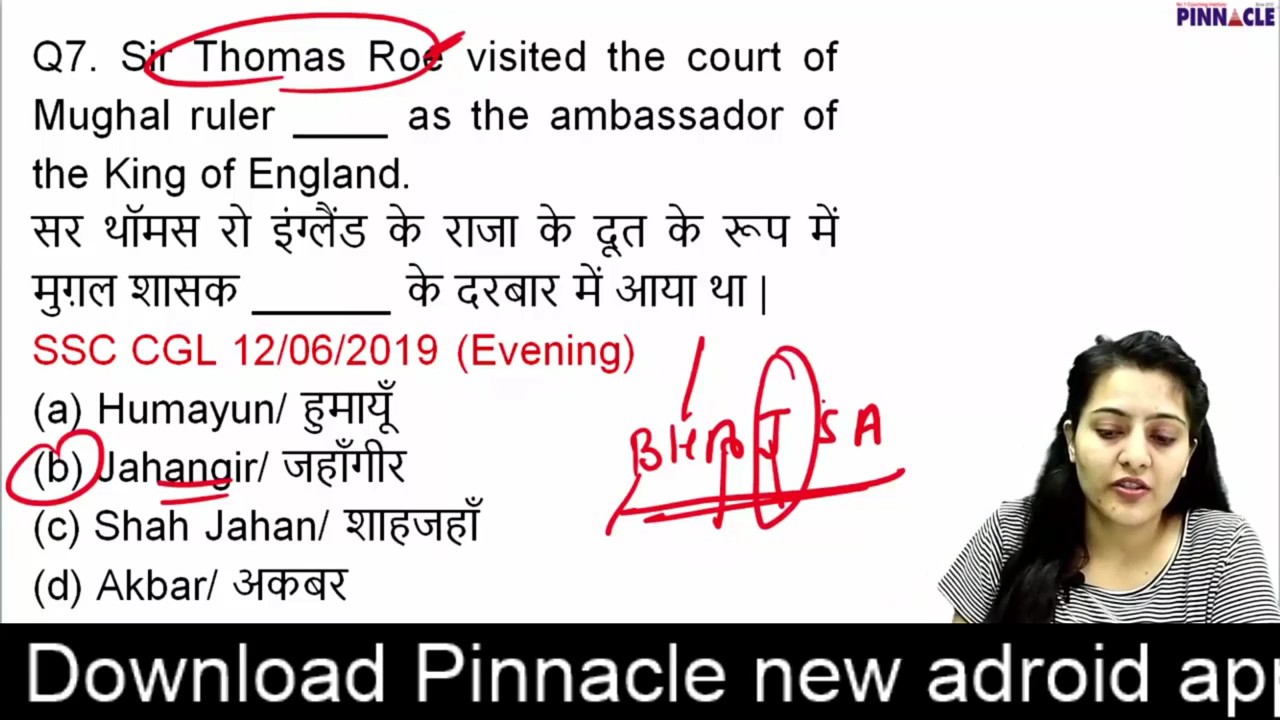 PINNACLE
Q7. Sir Thomas Roe visited the court of
Mughal ruler ____ as the ambassador of
the King of England.
सर थॉमस रो इंग्लैंड के राजा के दूत के रूप में
मुग़ल शासक ______ के दरबार में आया था |
SSC CGL 12/06/2019 (Evening)
(a) Humayun/ हुमायूँ
(b) Jahangir/ जहाँगीर
(c) Shah Jahan/ शाहजहाँ
(d) Akbar/ अकबर
B H J S A
Download Pinnacle new adroid app